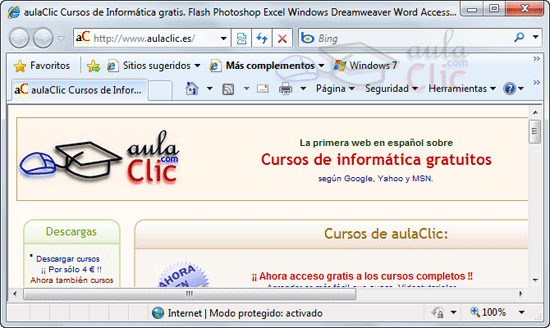 aulaClic Cursos de Informática gratis. Flash Photoshop Excel Windows Dreamweaver Word Access...
aC http://www.aulaclic.es/
Bing
Favoritos
Sitios sugeridos
Más complementos
Windows 7
aula
Clic
aC aulaClic Cursos de Infor...
Página
Seguridad
Herramientas
aula
.com
Clic
La primera web en español sobre
Cursos de informática gratuitos
según Google, Yahoo y MSN.
Descargas
Descargar cursos
¡¡ Por sólo 4 € !!
Ahora también cursos
Cursos de aulaClic:
AHORA
¡¡ Ahora acceso gratis a los cursos completos !!
Internet | Modo protegido: activado
100%